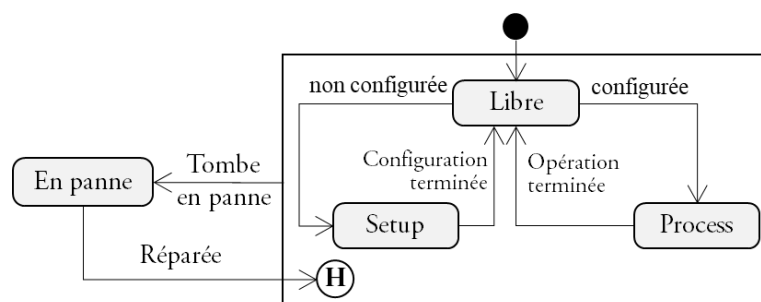 non configurée
configurée
Libre
Configuration
terminée
Opération
terminée
Tombe
en panne
En panne
Setup
Process
Réparée
H